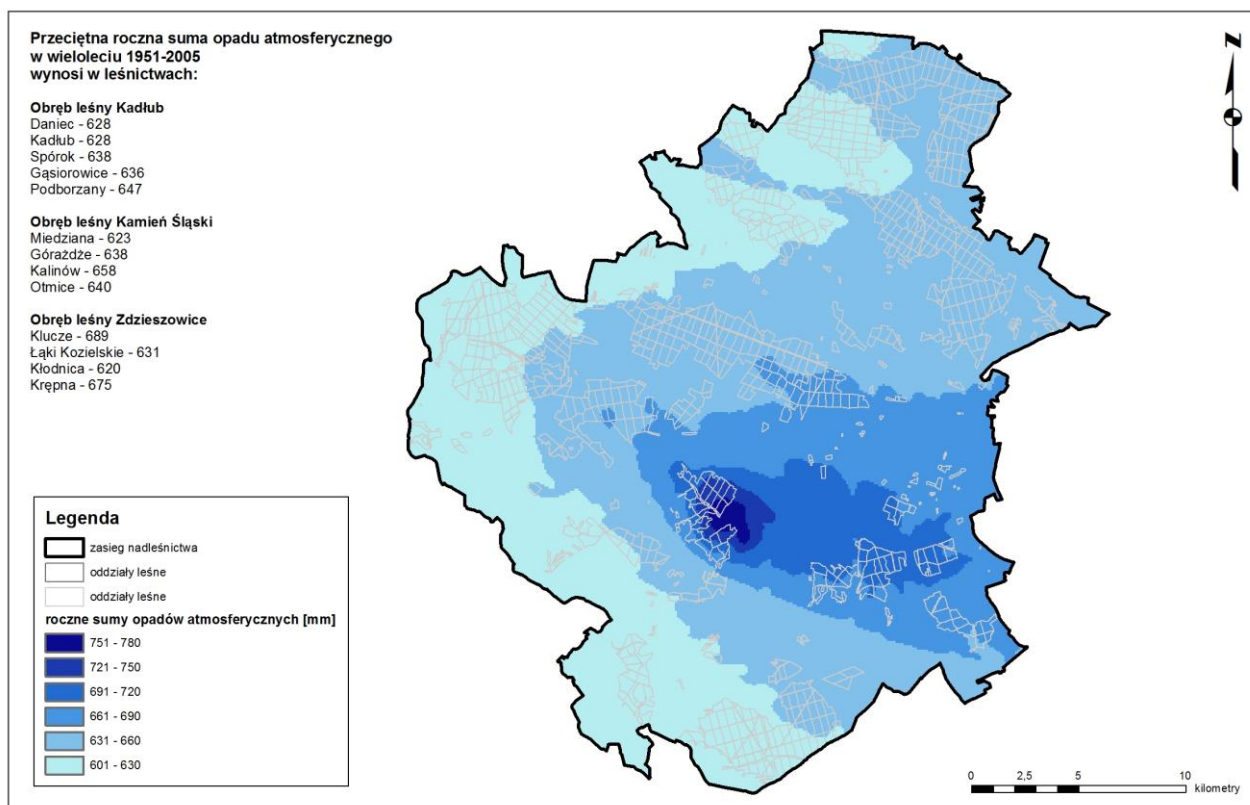 Przeciętna roczna suma opadu atmosferycznego
w wieloleciu 1951-2005
wynosi w leśnictwach:
Obręb leśny Kadłub
Daniec - 628
Kadłub - 628
Spórok - 638
Gąsiorowice - 636
Podborzany - 647
Obręb leśny Kamień Śląski
Miedziana - 623
Górażdże - 638
Kalinów - 658
Otmice - 640
Obręb leśny Zdzieszowice
Klucze - 689
Łąki Kozielskie - 631
Kłodnica - 620
Krępna - 675
N
Legenda
zasieg nadleśnictwa
oddziały leśne
oddziały leśne
roczne sumy opadów atmosferycznych [mm]
751 - 780
721 - 750
691 - 720
661 - 690
631 - 660
601 - 630
0 2,5 5 10
kilometry